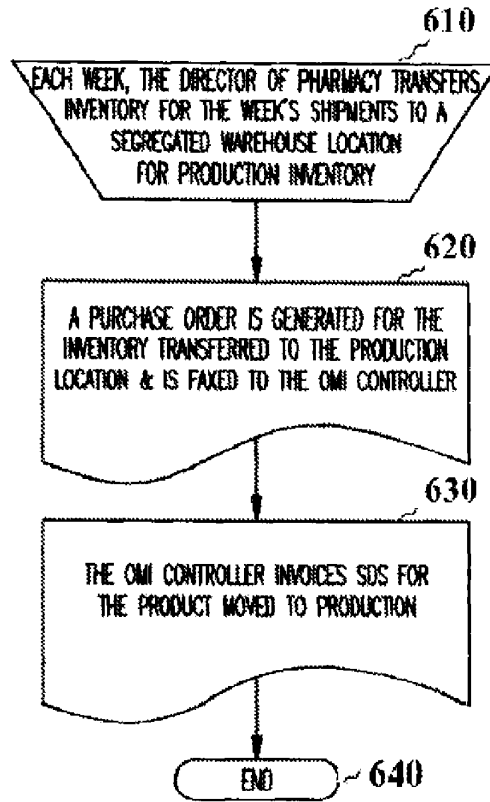 610
EACH WEEK, THE DIRECTOR OF PHARMACY TRANSFERS
INVENTORY FOR THE WEEK'S SHIPMENTS TO A
SEGREGATED WAREHOUSE LOCATION
FOR PRODUCTION INVENTORY
620
A PURCHASE ORDER IS GENERATED FOR THE
INVENTORY TRANSFERRED TO THE PRODUCTION
LOCATION & IS FAXED TO THE OMI CONTROLLER
630
THE OMI CONTROLLER INVOICES SDS FOR
THE PRODUCT MOVED TO PRODUCTION
END
640